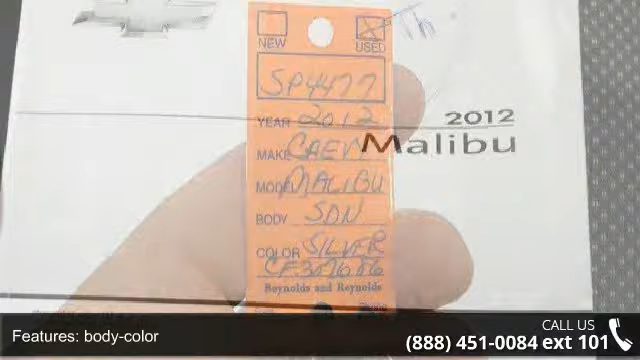 NEW
USED
SP4477
YEAR 2012
MAKE CHEVY
MODEL MALIBU
BODY SDN
COLOR SILVER
Reynolds and Reynolds
2012
Malibu
Features: body-color
CALL US
(888) 451-0084 ext 101